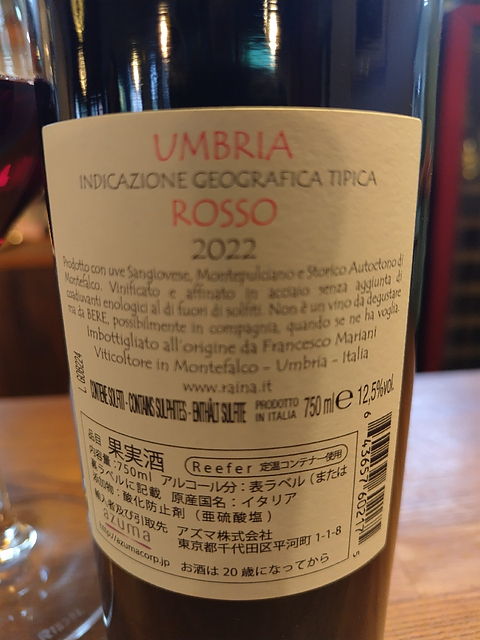 UMBRIA
INDICAZIONE GEOGRAFICA TIPICA
ROSSO
2022
Prodotto con uve Sangiovese, Montepulciano e Storico Autoctono di
Montefalco. Vinificato e affinato in acciaio senza aggiunta di
coadiuvanti enologici al di fuori di solfiti. Non è un vino da degustare
ma da BERE, possibilmente in compagnia, quando se ne ha voglia.
Imbottigliato all'origine da Francesco Mariani
Viticoltore in Montefalco – Umbria - Italia
www.raina.it
CONTIENE SOLFITI - CONTAINS SULPHITES - ENTHÄLT SULFITE PRODOTTO IN ITALIA 750 ml e 12,5%vol.
品目 果実酒 Reefer 定温コンテナー使用
内容量:750ml アルコール分:表ラベル(または
裏ラベル)に記載 原産国名:イタリア
添加物:酸化防止剤(亜硫酸塩)
輸入者及び引取先 アズマ株式会社
azuma 東京都千代田区平河町 1-1-8
http://azumacorp.jp
お酒は20歳になってから